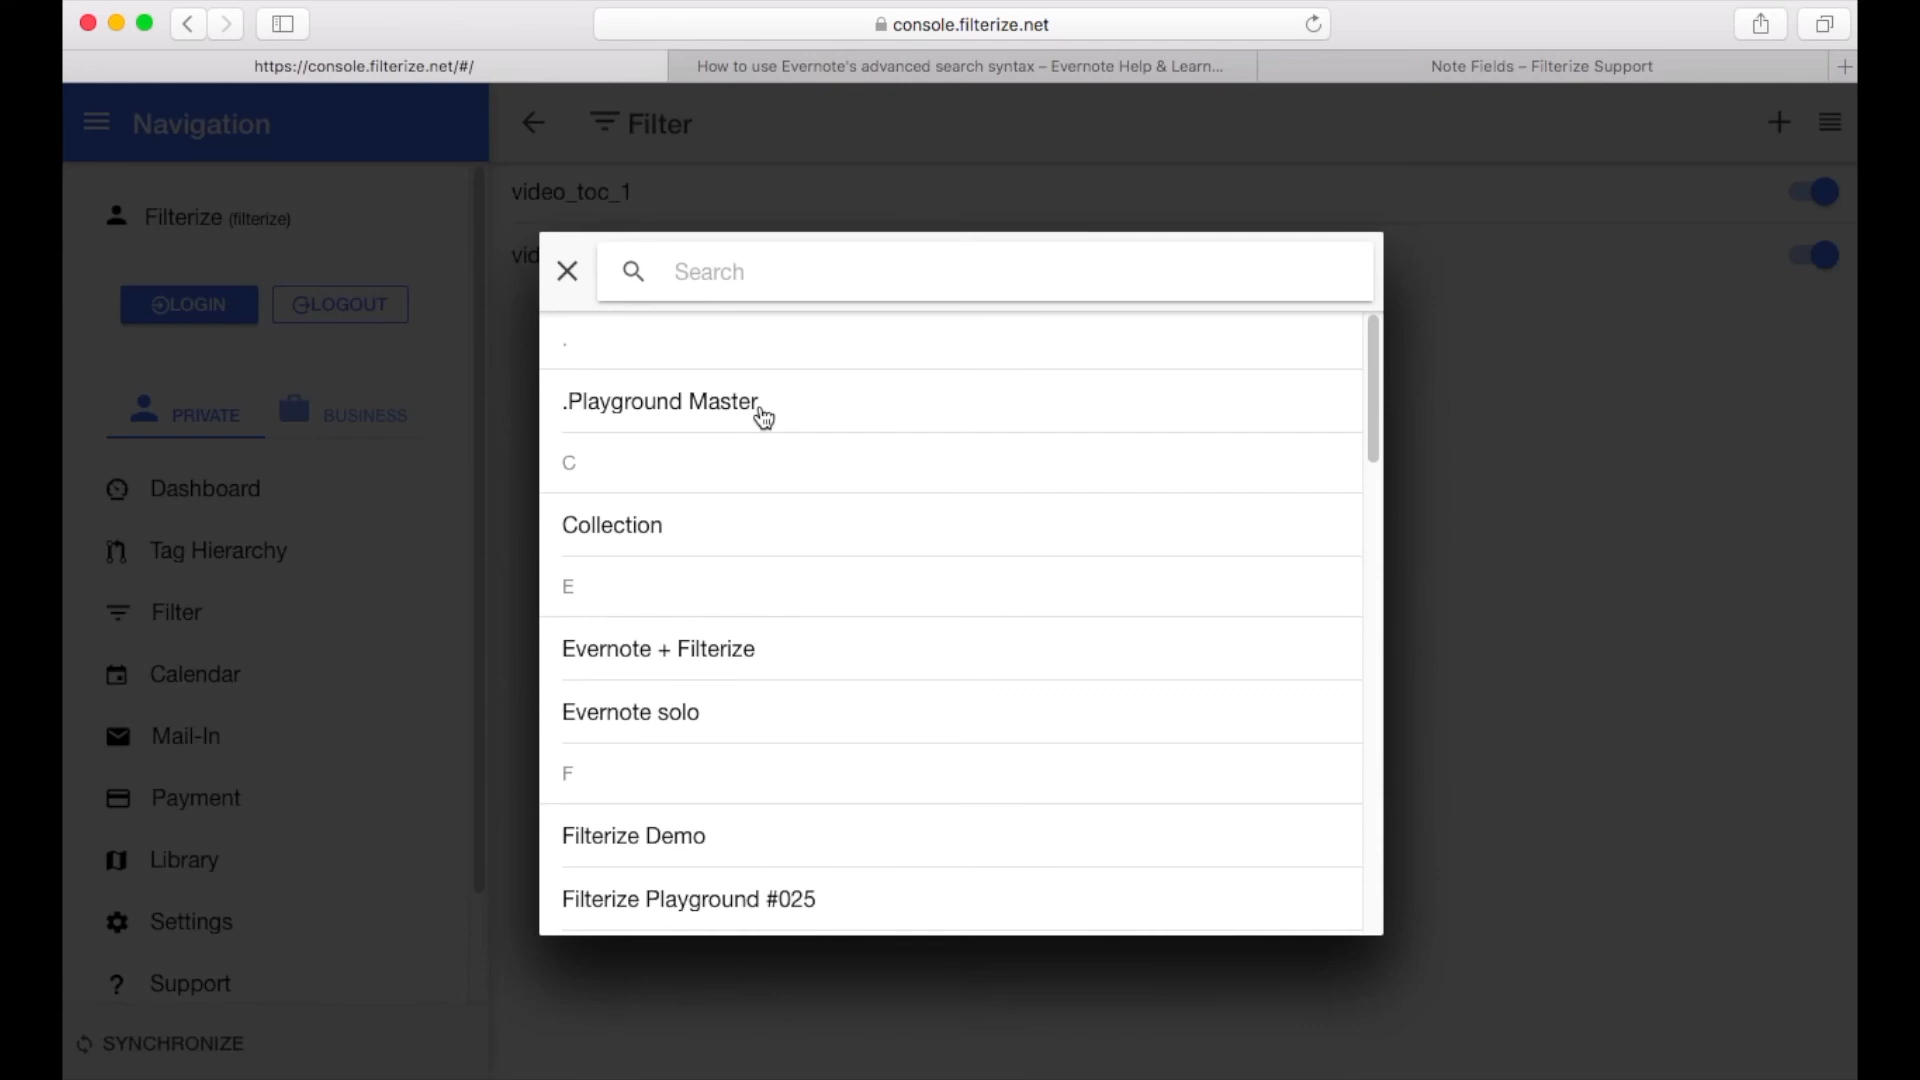 console.filterize.net
https://console.filterize.net/#/
How to use Evernote's advanced search syntax – Evernote Help & Learn...
Note Fields – Filterize Support
Navigation
Filter
Filterize (filterize)
LOGIN
LOGOUT
PRIVATE
BUSINESS
Dashboard
Tag Hierarchy
Filter
Calendar
Mail-In
Payment
Library
Settings
Support
SYNCHRONIZE
video_toc_1
vid
Search
.
.Playground Master
C
Collection
E
Evernote + Filterize
Evernote solo
F
Filterize Demo
Filterize Playground #025